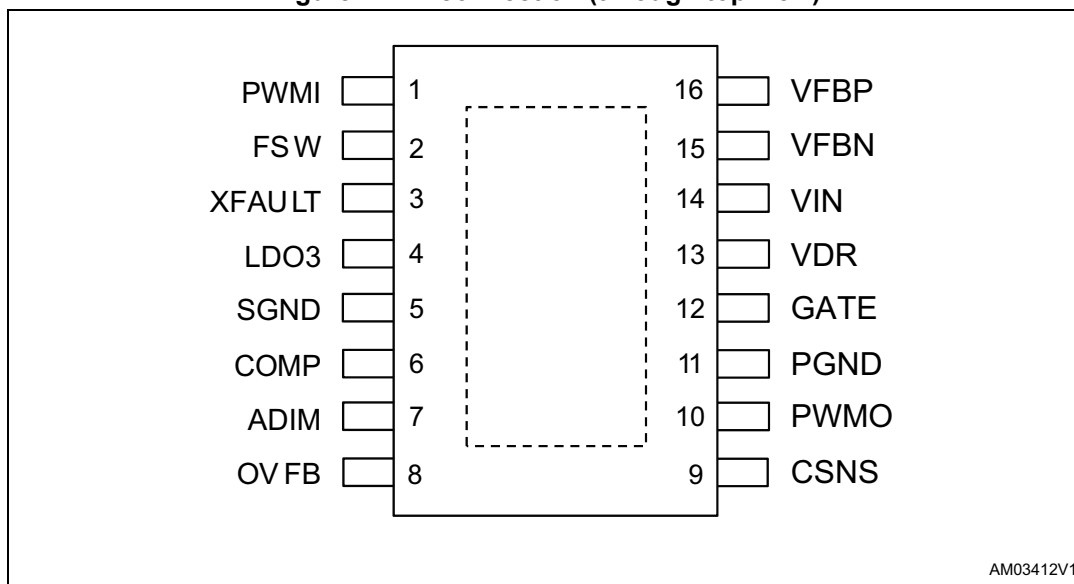 PWMI 1 16 VFBP
FSW 2 15 VFBN
XFAULT 3 14 VIN
LDO3 4 13 VDR
SGND 5 12 GATE
COMP 6 11 PGND
ADIM 7 10 PWMO
OVFB 8 9 CSNS
AM03412V1